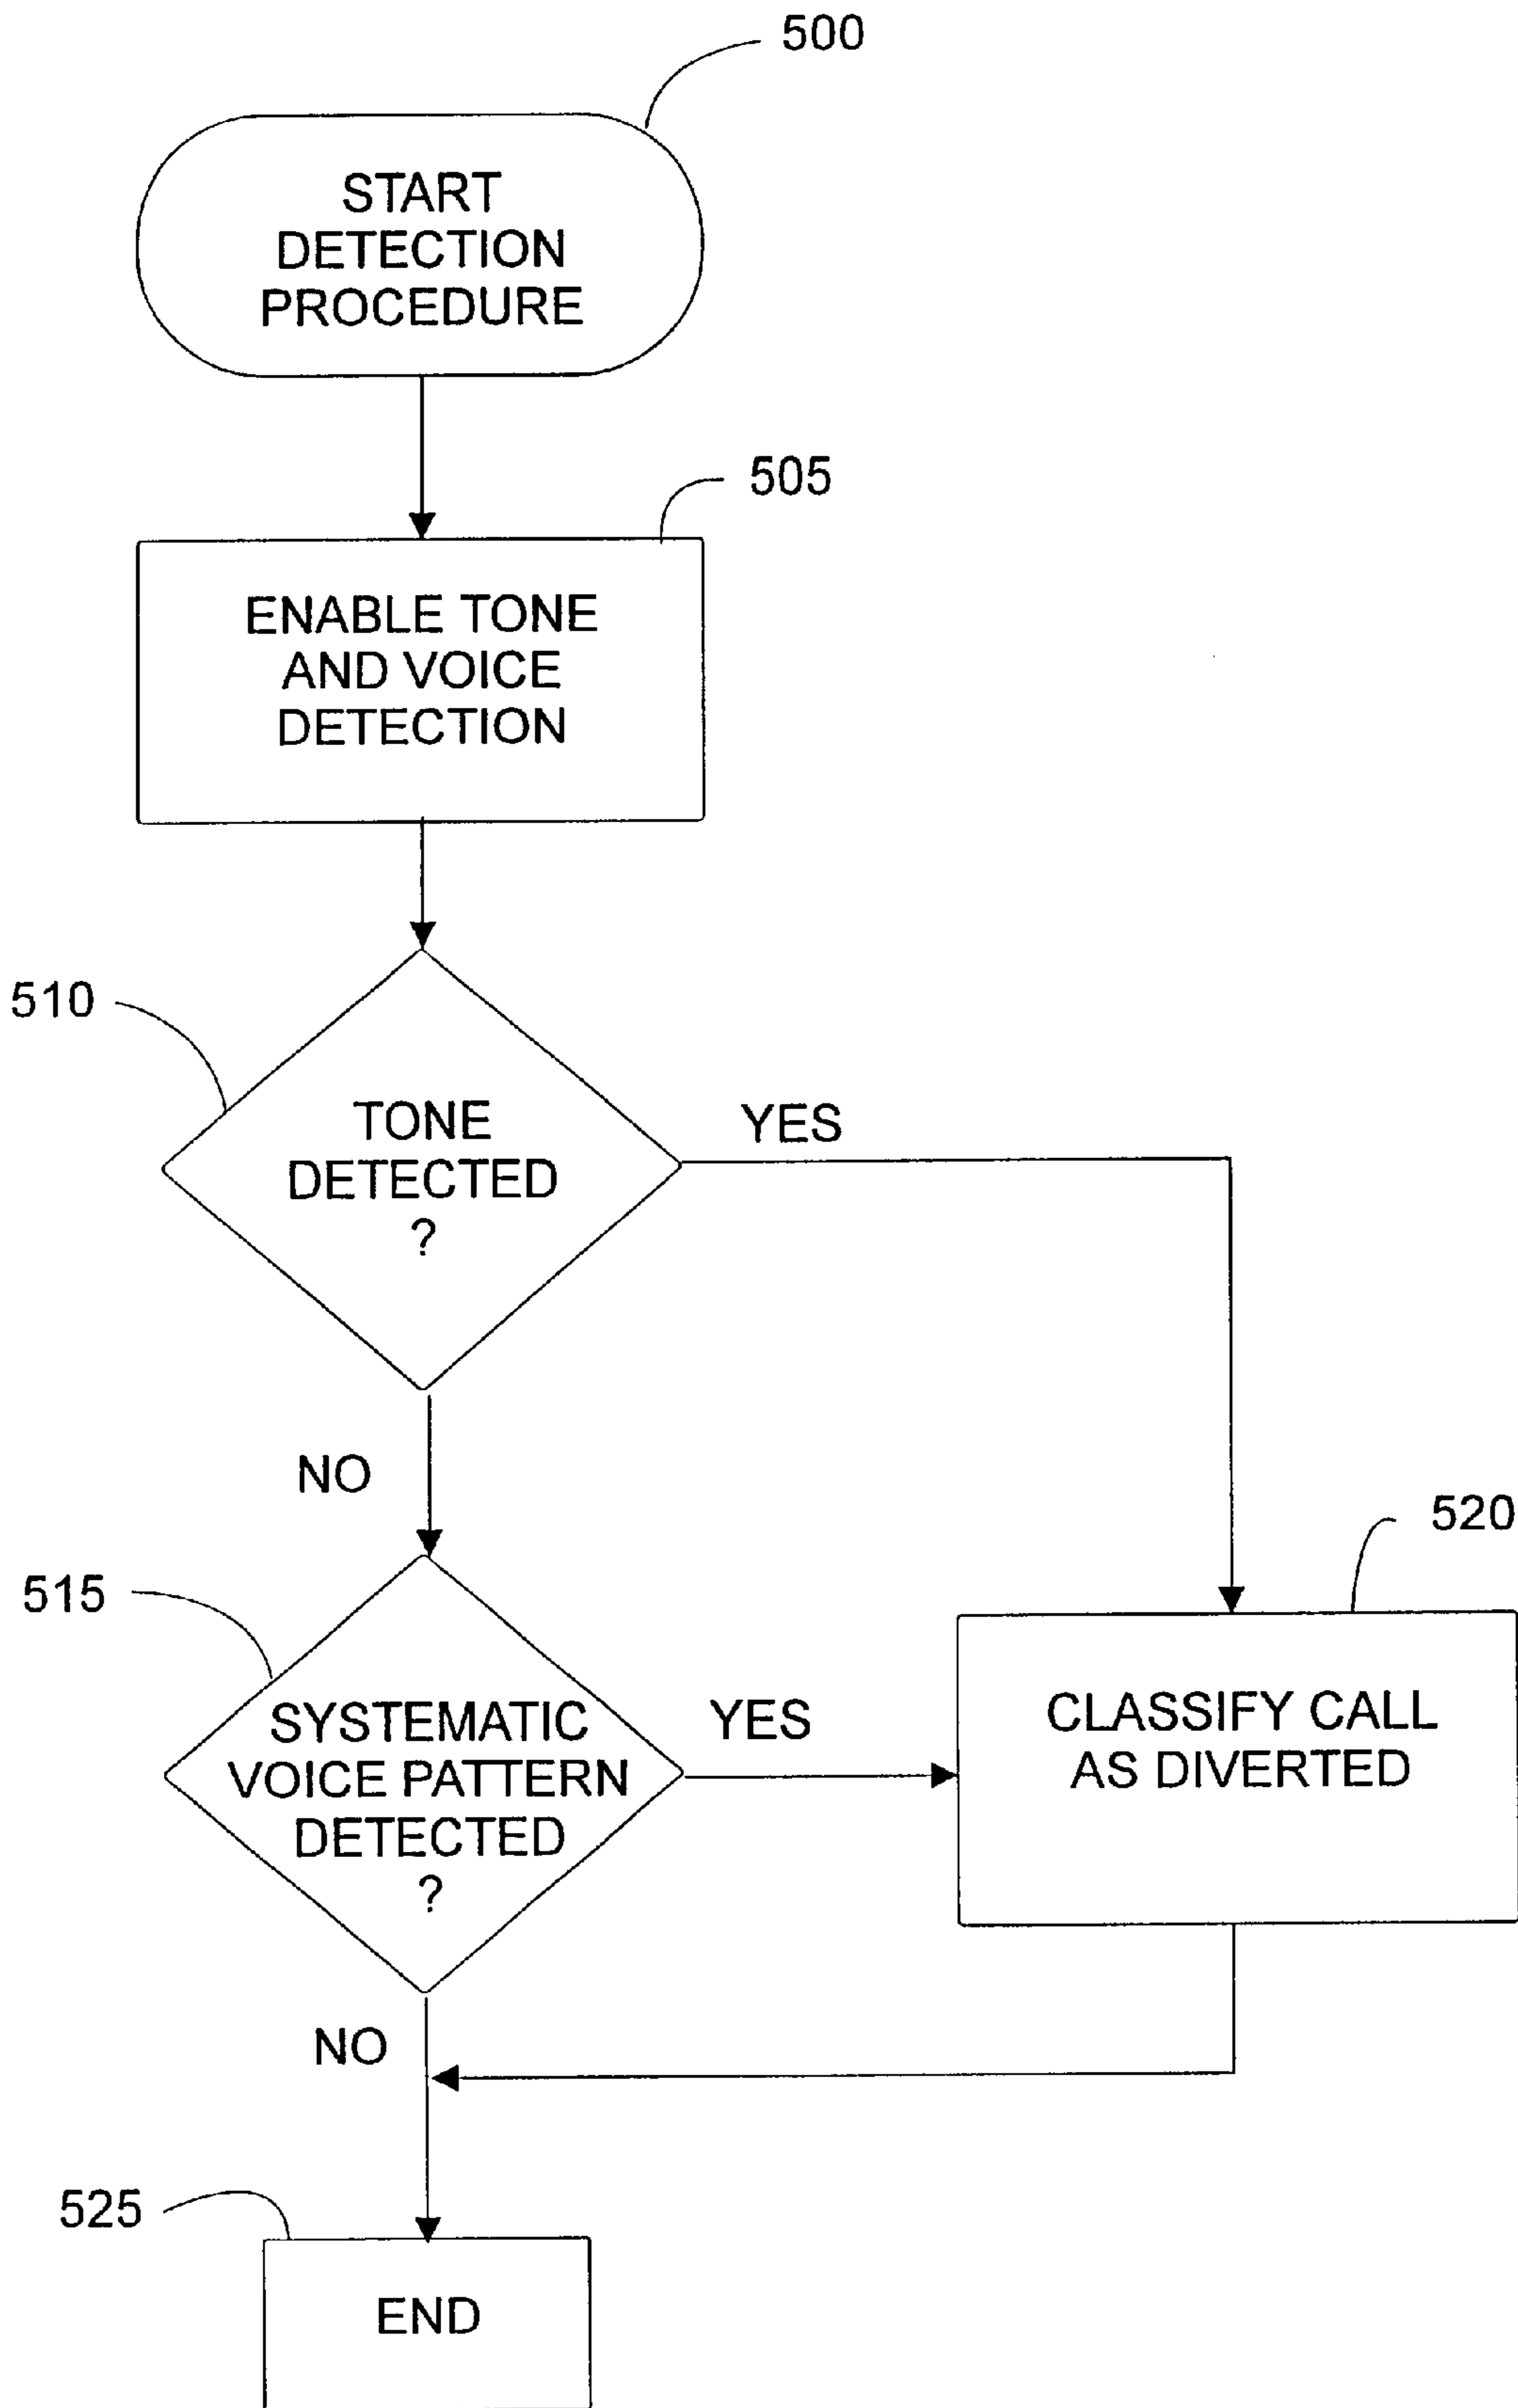 500
START
DETECTION
PROCEDURE
505
ENABLE TONE
AND VOICE
DETECTION
510
TONE
DETECTED
?
YES
NO
515
SYSTEMATIC
VOICE PATTERN
DETECTED
?
YES
520
CLASSIFY CALL
AS DIVERTED
NO
525
END